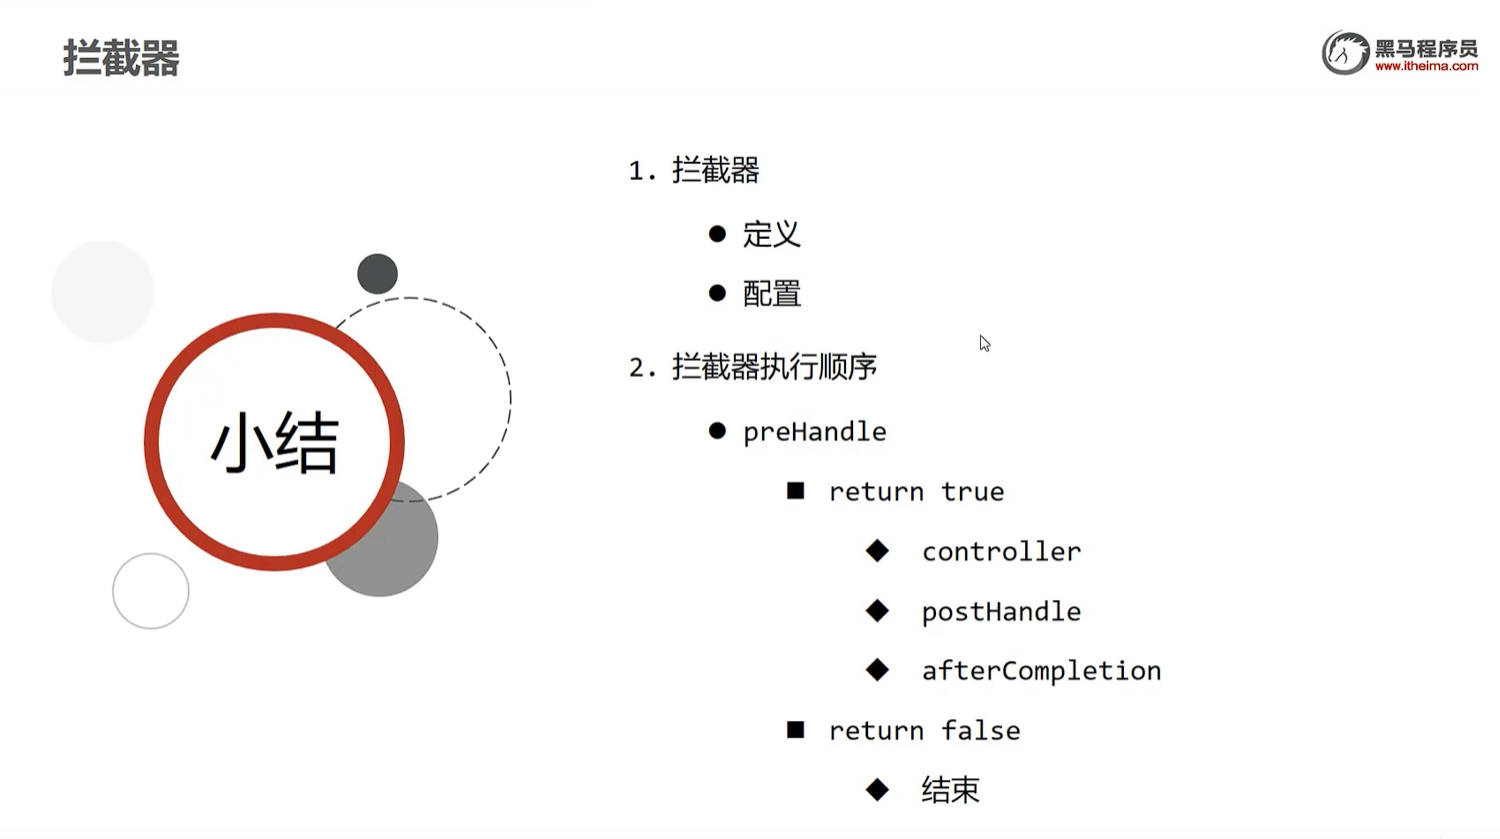 拦截器
黑马程序员
www.itheima.com
小结
1. 拦截器
● 定义
● 配置
2. 拦截器执行顺序
● preHandle
■ return true
◆ controller
◆ postHandle
◆ afterCompletion
■ return false
◆ 结束